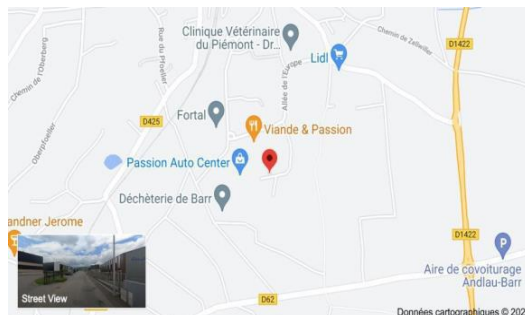 Clinique Vétérinaire
du Piémont - Dr...
Lidl
Chemin de Zellwiller
D1422
Rue du Pfoeller
Chemin de l'Oberberg
Allée de l'Europe
Fortal
D425
Viande & Passion
Oberpfoeller
Passion Auto Center
Déchèterie de Barr
andner Jerome
D1422
Aire de covoiturage
Andlau-Barr
Street View
D62
Données cartographiques © 202